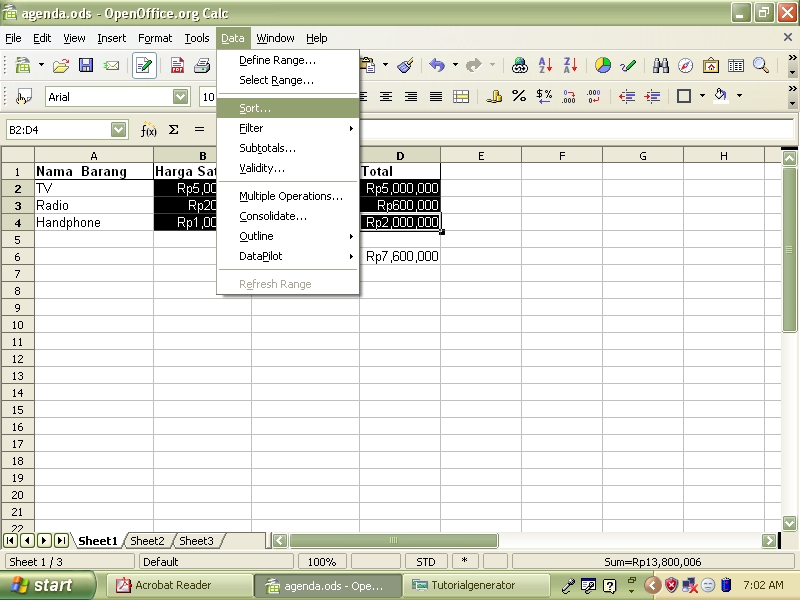 agenda.ods - OpenOffice.org Calc
File Edit View Insert Format Tools Data Window Help
Arial 10
B2:D4 f(x) Σ =
Define Range...
Select Range...
Sort...
Filter
Subtotals...
Validity...
Multiple Operations...
Consolidate...
Outline
DataPilot
Refresh Range
A B D E F G H
1 Nama Barang Harga Sat Total
2 TV Rp5,00 Rp5,000,000
3 Radio Rp20 Rp600,000
4 Handphone Rp1,00 Rp2,000,000
5
6 Rp7,600,000
7
8
9
10
11
12
13
14
15
16
17
18
19
20
21
22
Sheet1 Sheet2 Sheet3
Sheet 1 / 3 Default 100% STD * Sum=Rp13,800,006
start Acrobat Reader agenda.ods - Ope... Tutorialgenerator 7:02 AM